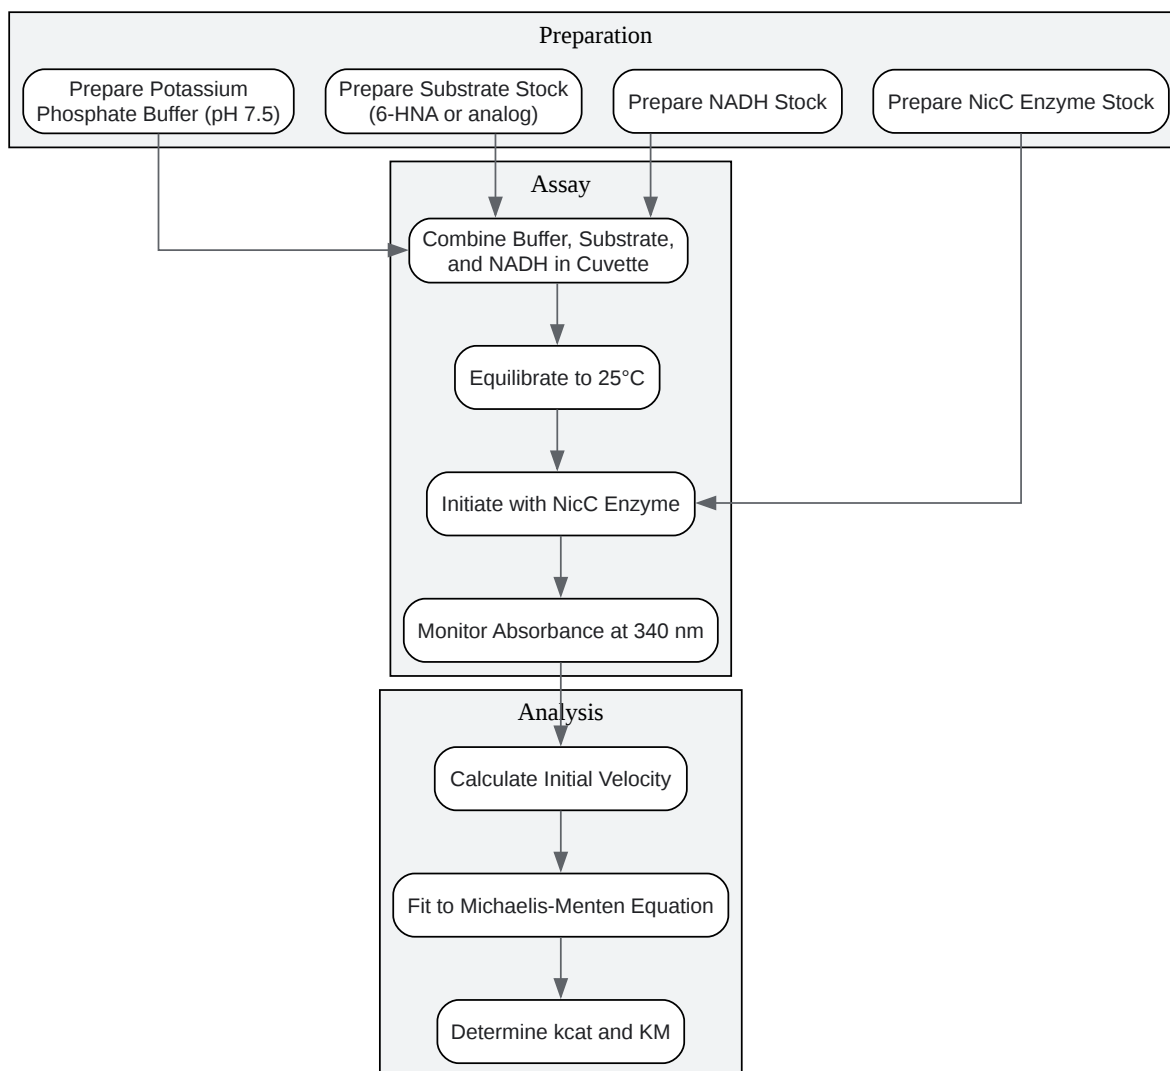 Preparation
Prepare Potassium
Phosphate Buffer (pH 7.5)
Prepare Substrate Stock
(6-HNA or analog)
Prepare NADH Stock
Prepare NicC Enzyme Stock
Assay
Combine Buffer, Substrate,
and NADH in Cuvette
Equilibrate to 25°C
Initiate with NicC Enzyme
Monitor Absorbance at 340 nm
Analysis
Calculate Initial Velocity
Fit to Michaelis-Menten Equation
Determine kcat and KM